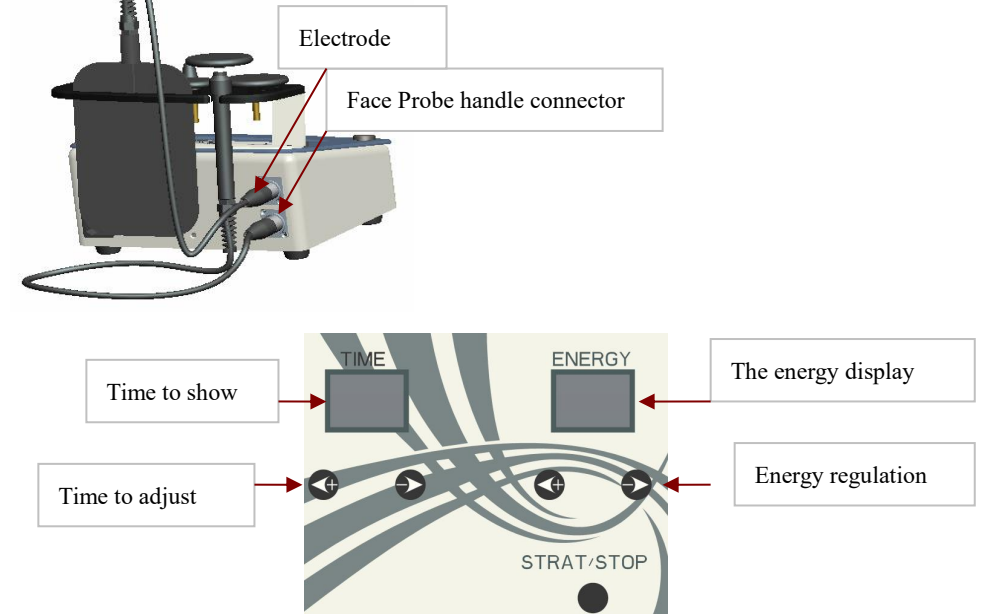 Electrode
Face Probe handle connector
TIME
ENERGY
The energy display
Time to show
Energy regulation
Time to adjust
+
−
+
−
STRAT/STOP